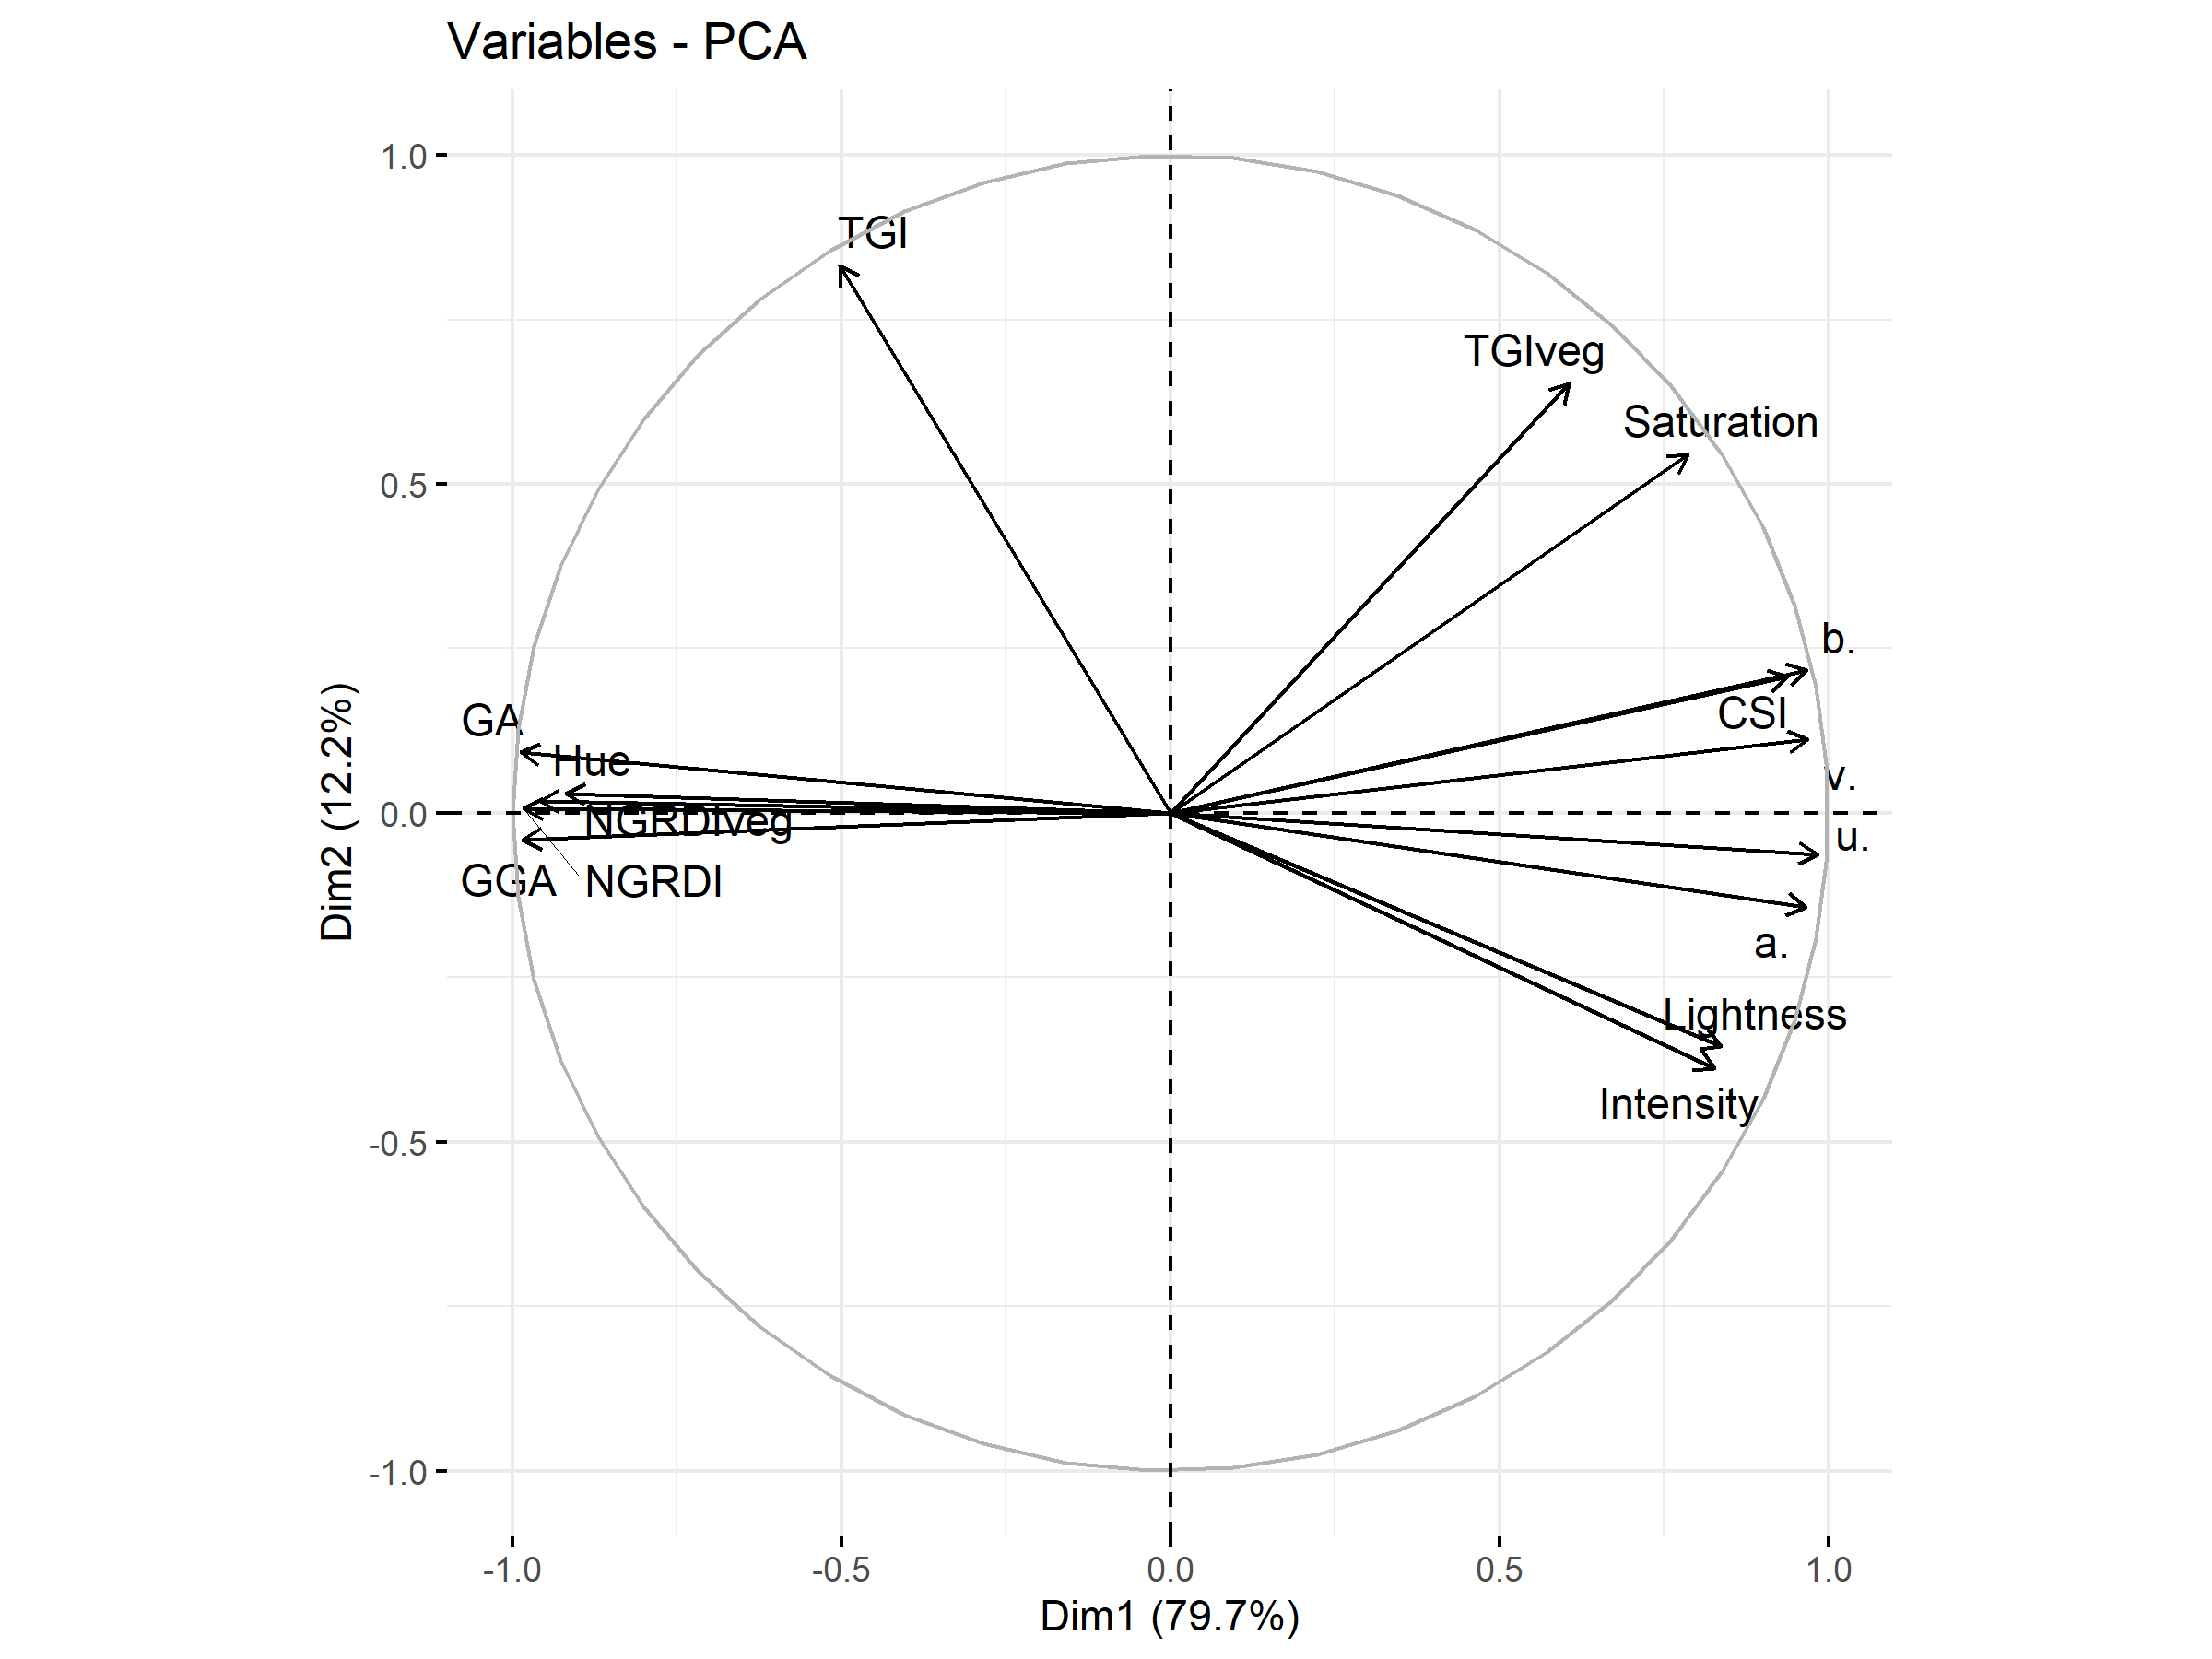 Variables - PCA
1.0
TGI
TGIveg
Saturation
0.5
b.
GA
CSI
Hue
v.
0.0
NGRDIveg
u.
GGA
NGRDI
a.
Lightness
Intensity
-0.5
-1.0
Dim2 (12.2%)
-1.0
-0.5
0.0
0.5
1.0
Dim1 (79.7%)